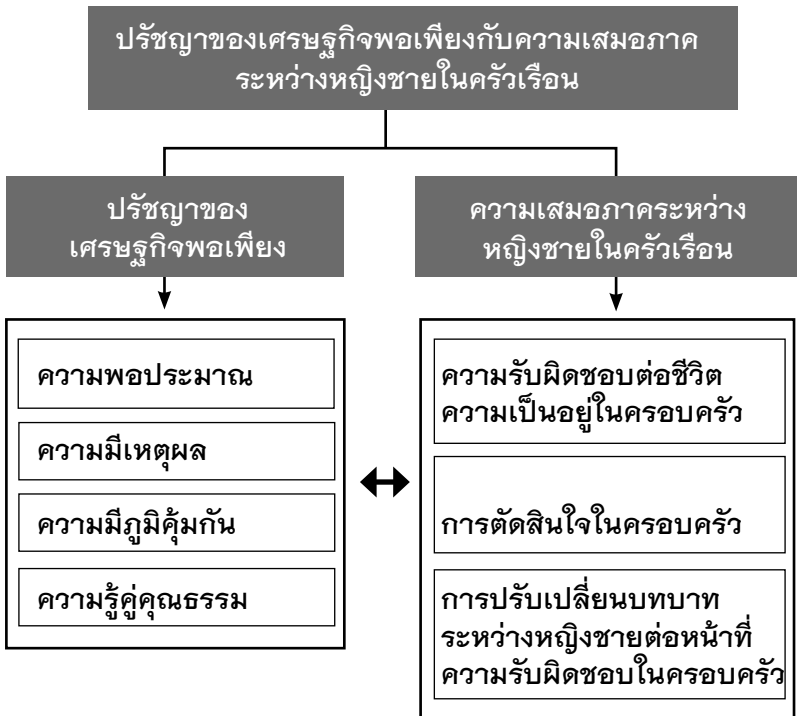 ปรัชญาของเศรษฐกิจพอเพียงกับความเสมอภาค
ระหว่างหญิงชายในครัวเรือน
ปรัชญาของ
เศรษฐกิจพอเพียง
ความเสมอภาคระหว่าง
หญิงชายในครัวเรือน
ความพอประมาณ
ความมีเหตุผล
ความมีภูมิคุ้มกัน
ความรู้คู่คุณธรรม
ความรับผิดชอบต่อชีวิต
ความเป็นอยู่ในครอบครัว
การตัดสินใจในครอบครัว
การปรับเปลี่ยนบทบาท
ระหว่างหญิงชายต่อหน้าที่
ความรับผิดชอบในครอบครัว